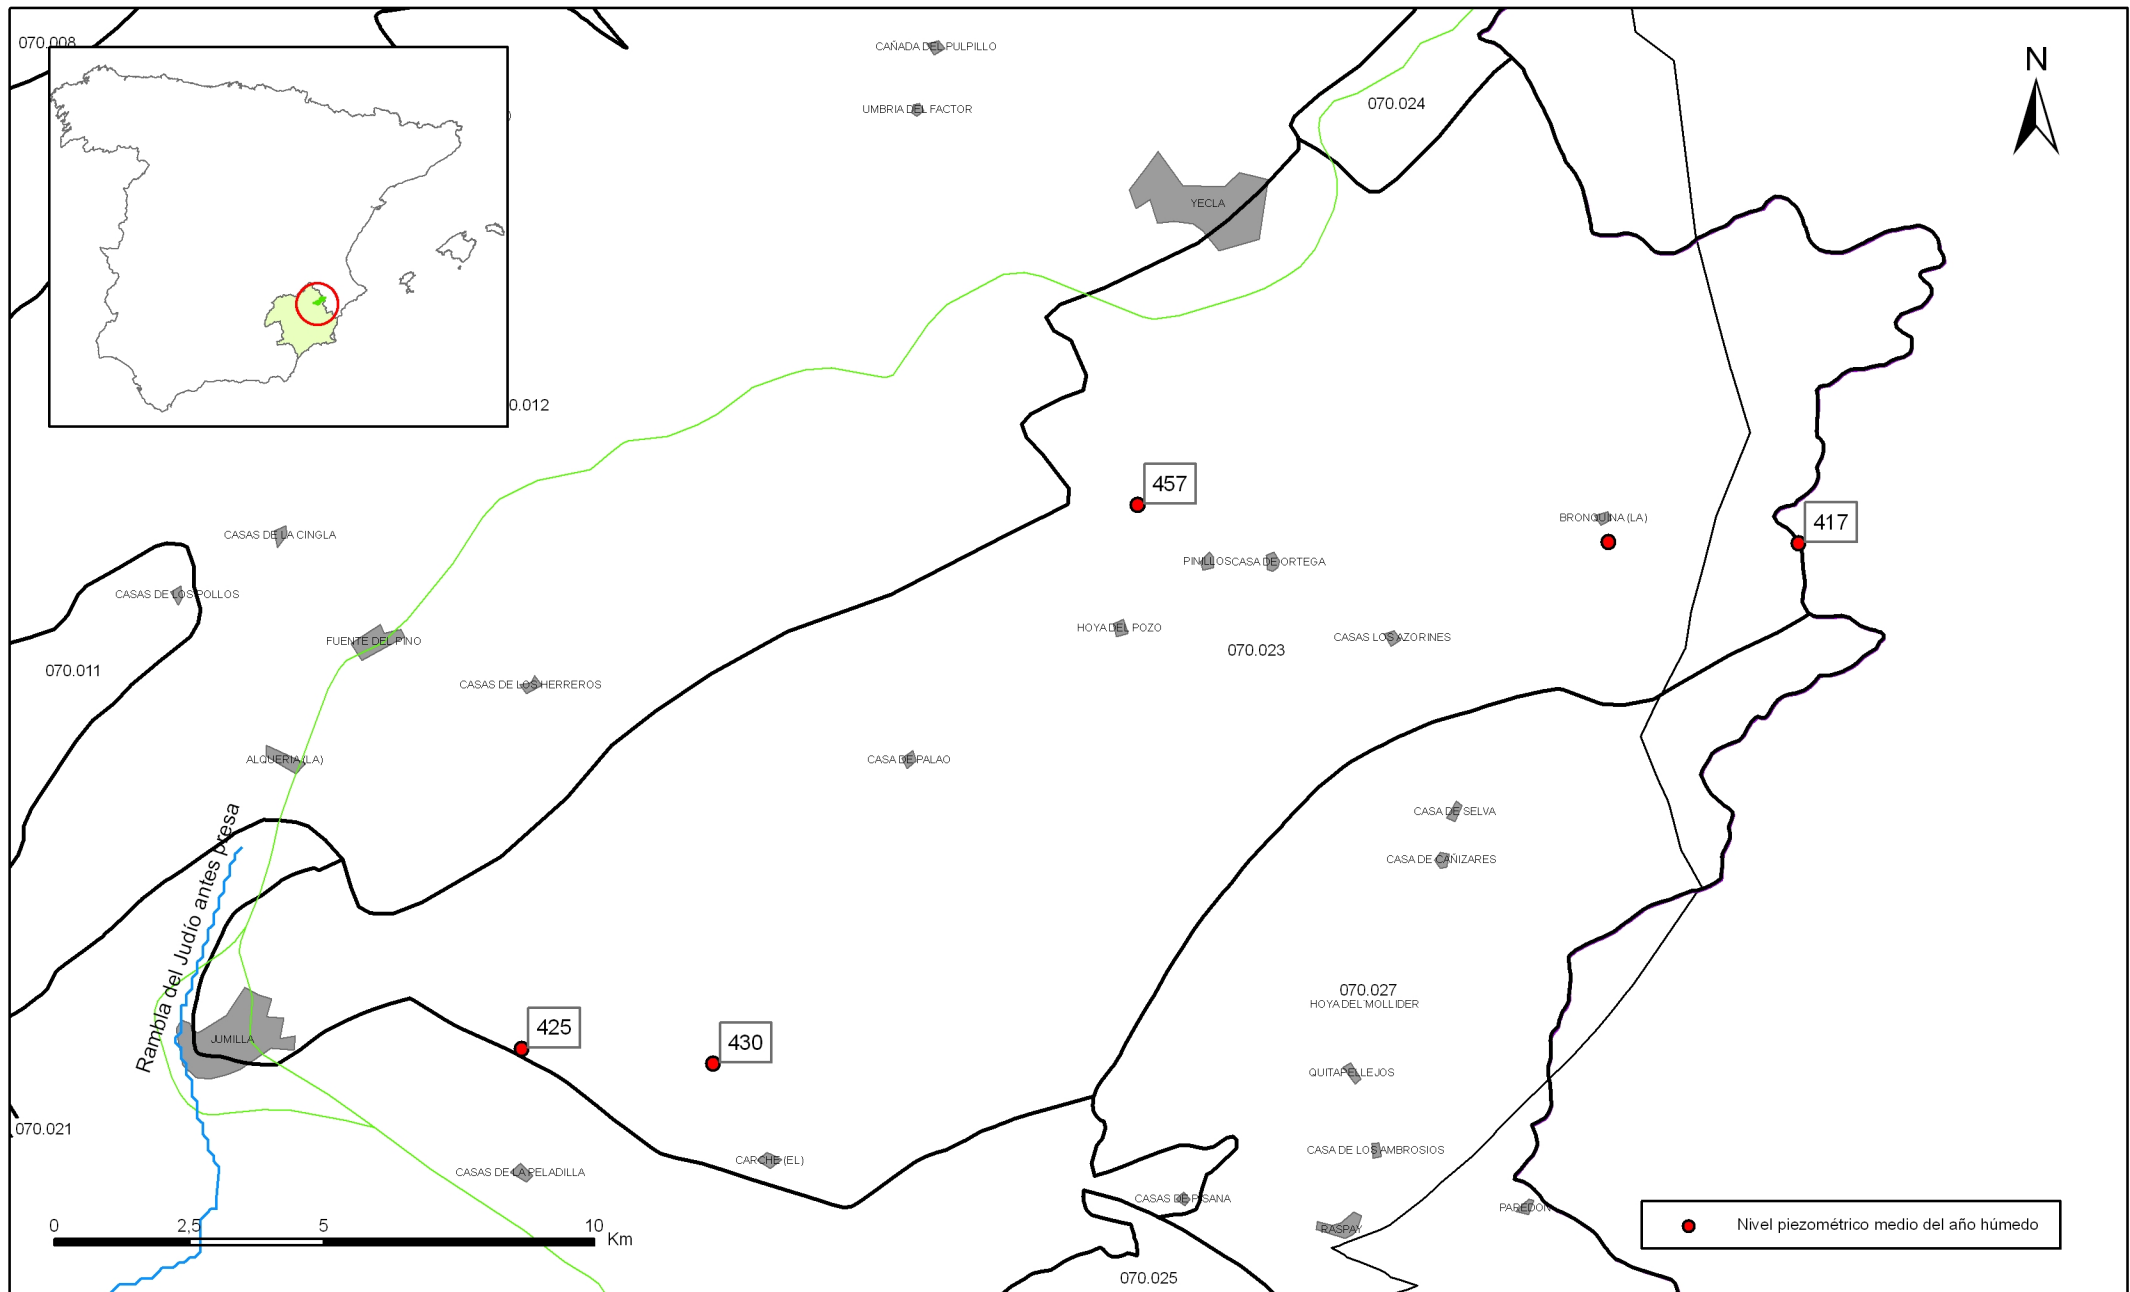 070.008
CAÑADA DEL PULPILLO
N
070.024
UMBRIA DEL FACTOR
YECLA
0.012
457
417
BRONQUINA (LA)
CASAS DE LA CINGLA
PINILLOS
CASA DE ORTEGA
CASAS DE LOS POLLOS
HOYA DEL POZO
CASAS LOS AZORINES
FUENTE DEL PINO
070.023
070.011
CASAS DE LOS HERREROS
ALQUERIA (LA)
CASA DE PALAO
CASA DE SELVA
CASA DE CAÑIZARES
Rambla del Judío antes presa
070.027
HOYA DEL MOLLIDER
425
430
JUMILLA
QUITAPELLEJOS
070.021
CASA DE LOS AMBROSIOS
CARCHE (EL)
CASAS DE LA PELADILLA
CASAS DE PISANA
PAREDON
RASPAY
0 2,5 5 10
Km
Nivel piezométrico medio del año húmedo
070.025